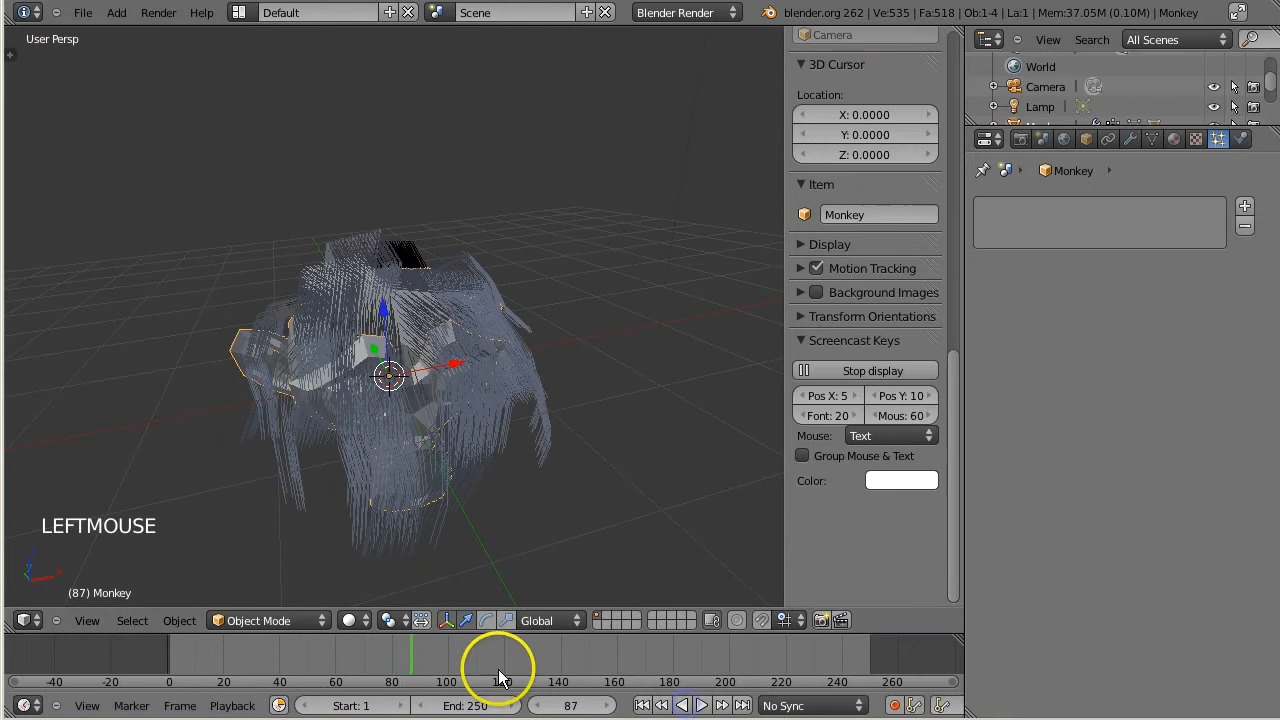 File Add Render Help Default Scene Blender Render blender.org 262 | Ve:535 | Fa:518 | Ob:1-4 | La:1 | Mem:37.05M (0.10M) | Monkey
User Persp
Camera
3D Cursor
Location:
X: 0.0000
Y: 0.0000
Z: 0.0000
Item
Monkey
Display
Motion Tracking
Background Images
Transform Orientations
Screencast Keys
Stop display
Pos X: 5 Pos Y: 10
Font: 20 Mous: 60
Mouse: Text
Group Mouse & Text
Color:
View Search All Scenes
World
Camera
Lamp
Monkey
LEFTMOUSE
(87) Monkey
View Select Object Object Mode Global
-40 -20 0 20 40 60 80 100 140 160 180 200 220 240 260
View Marker Frame Playback Start: 1 End: 250 87 No Sync